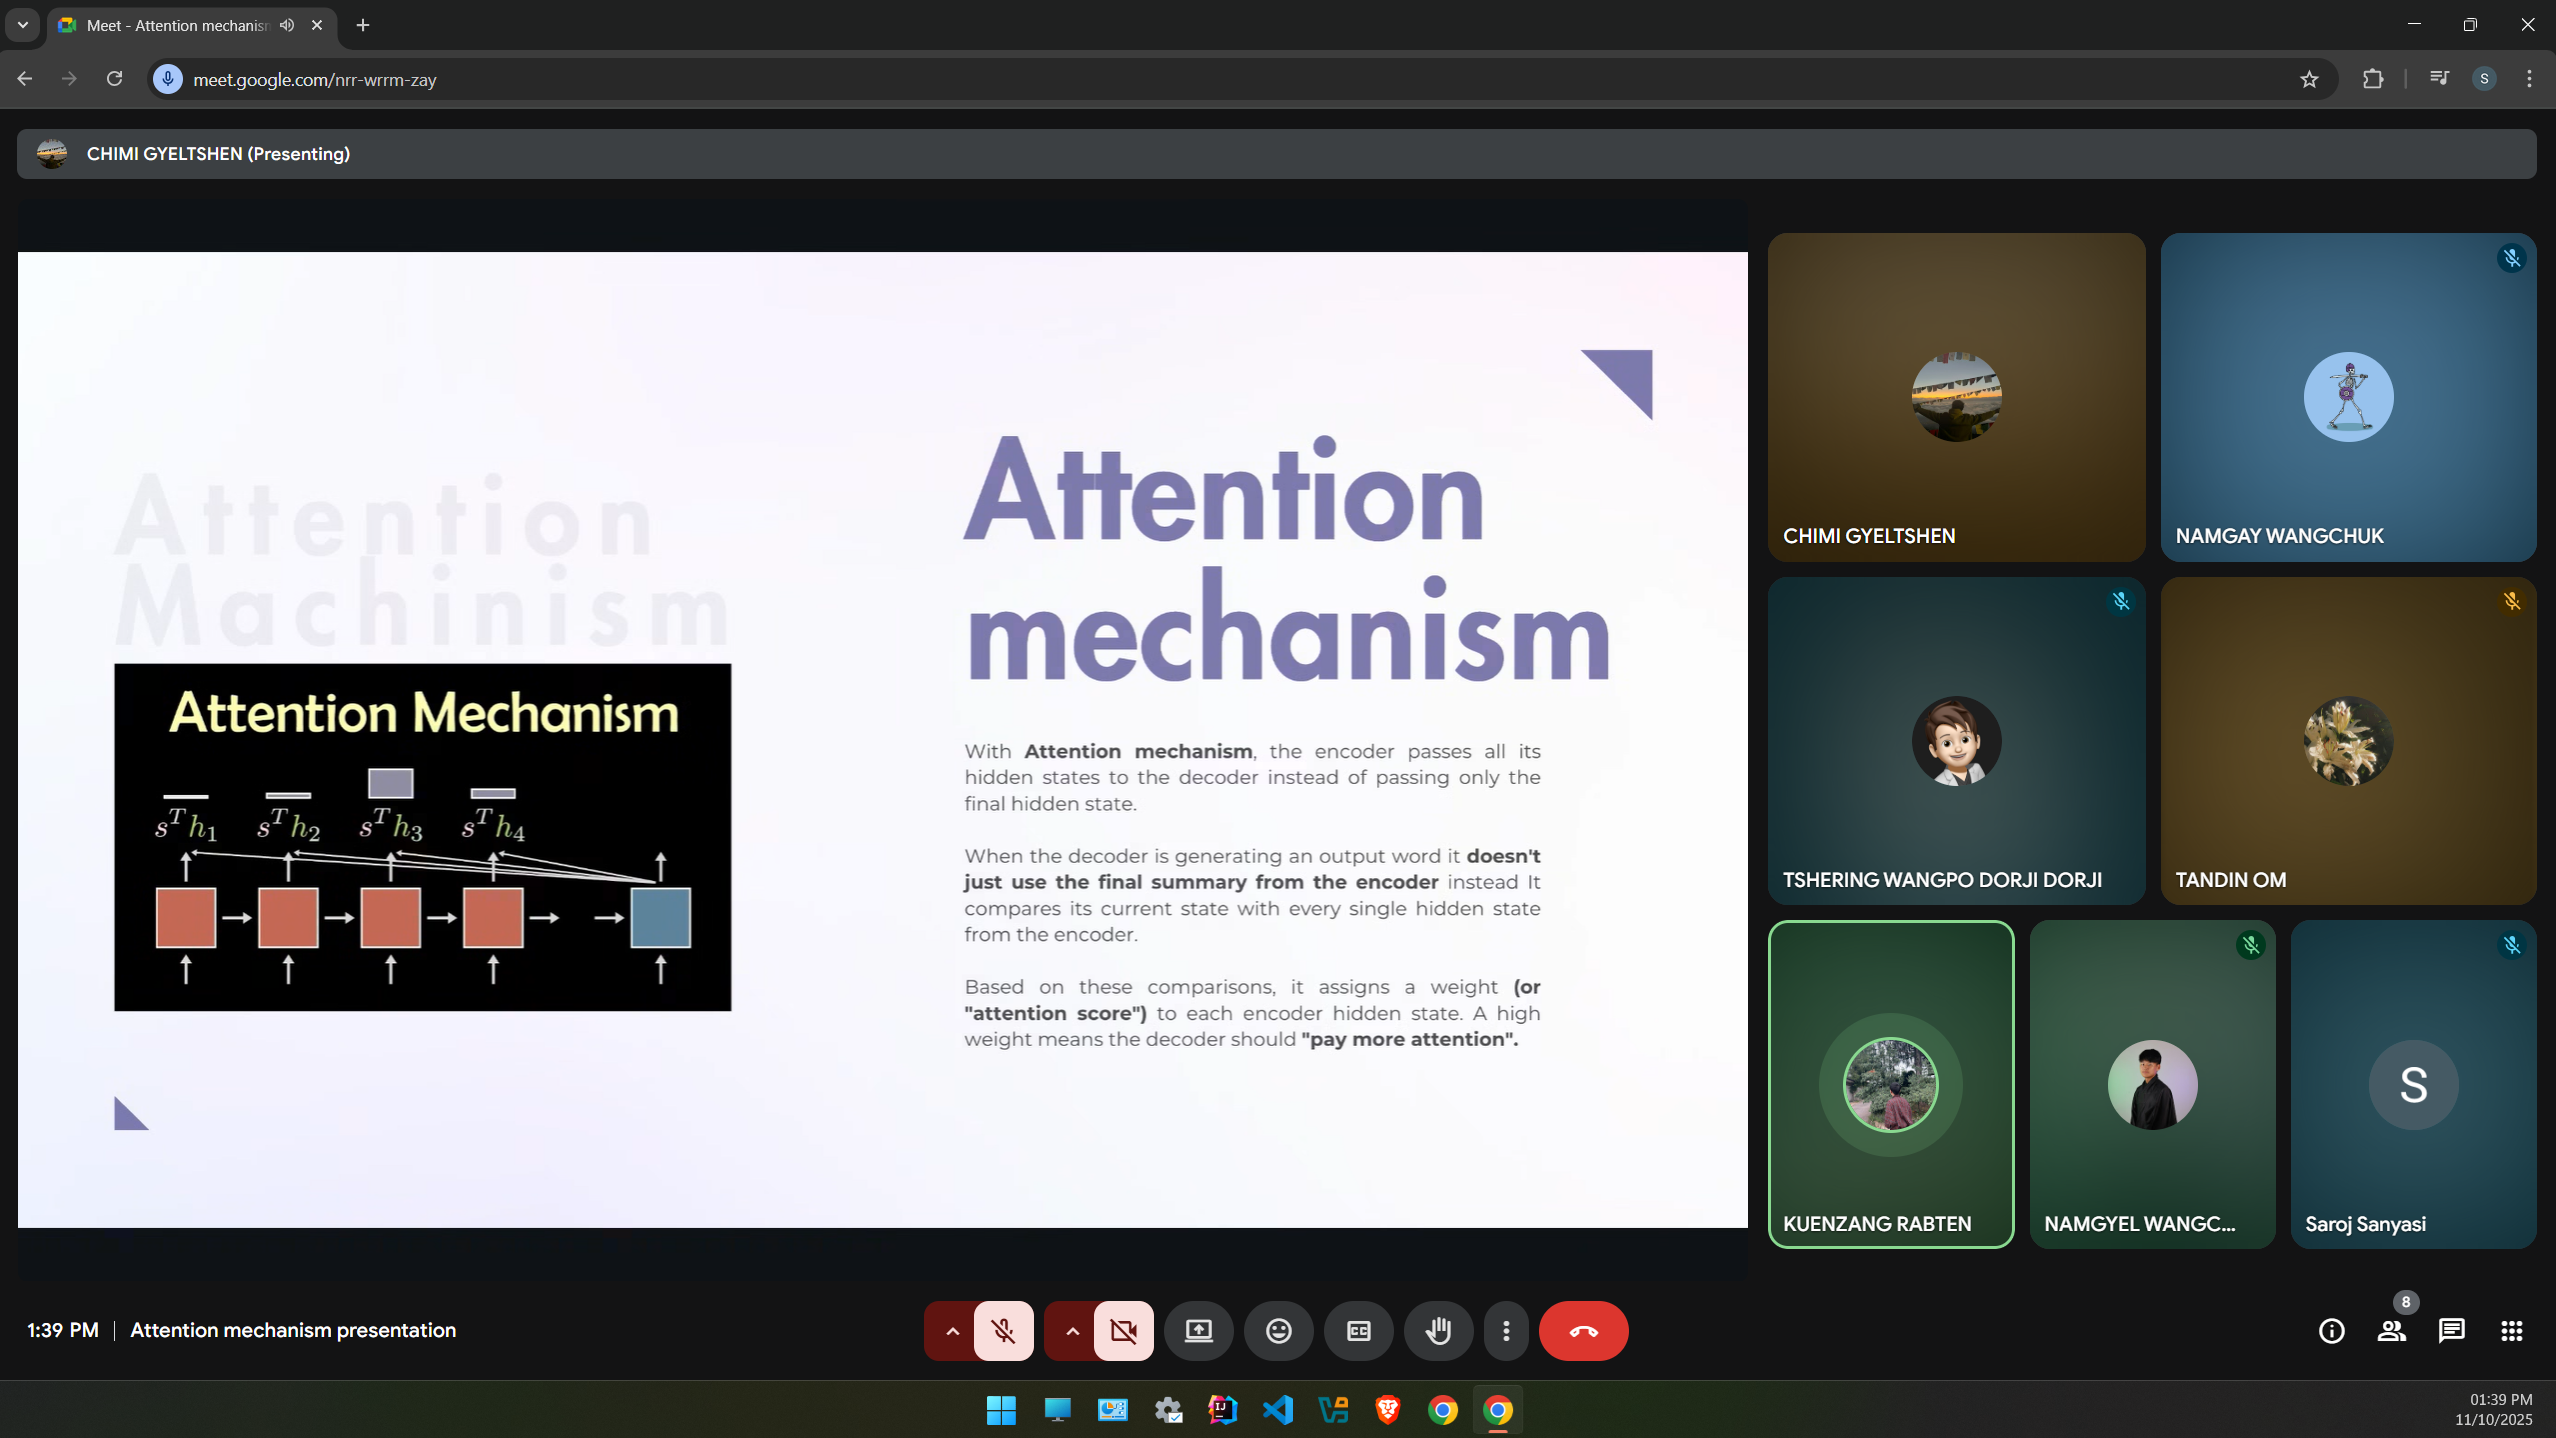 Meet - Attention mechanism
meet.google.com/nrr-wrrm-zay
S
CHIMI GYELTSHEN (Presenting)
Attention
Machinism
Attention Mechanism
sᵀh₁ sᵀh₂ sᵀh₃ sᵀh₄
Attention
mechanism
With Attention mechanism, the encoder passes all its
hidden states to the decoder instead of passing only the
final hidden state.
When the decoder is generating an output word it doesn't
just use the final summary from the encoder instead It
compares its current state with every single hidden state
from the encoder.
Based on these comparisons, it assigns a weight (or
"attention score") to each encoder hidden state. A high
weight means the decoder should "pay more attention".
CHIMI GYELTSHEN
NAMGAY WANGCHUK
TSHERING WANGPO DORJI DORJI
TANDIN OM
KUENZANG RABTEN
NAMGYEL WANGC...
S
Saroj Sanyasi
1:39 PM | Attention mechanism presentation
CC
8
IJ
01:39 PM
11/10/2025